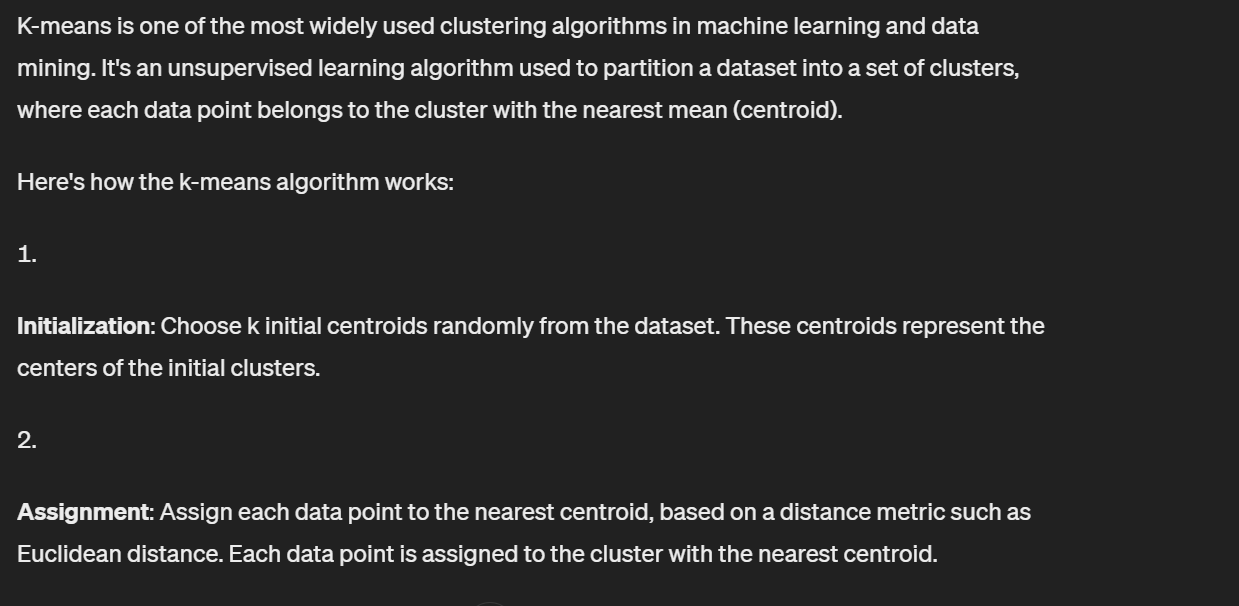 K-means is one of the most widely used clustering algorithms in machine learning and data
mining. It's an unsupervised learning algorithm used to partition a dataset into a set of clusters,
where each data point belongs to the cluster with the nearest mean (centroid).
Here's how the k-means algorithm works:
1.
Initialization: Choose k initial centroids randomly from the dataset. These centroids represent the
centers of the initial clusters.
2.
Assignment: Assign each data point to the nearest centroid, based on a distance metric such as
Euclidean distance. Each data point is assigned to the cluster with the nearest centroid.